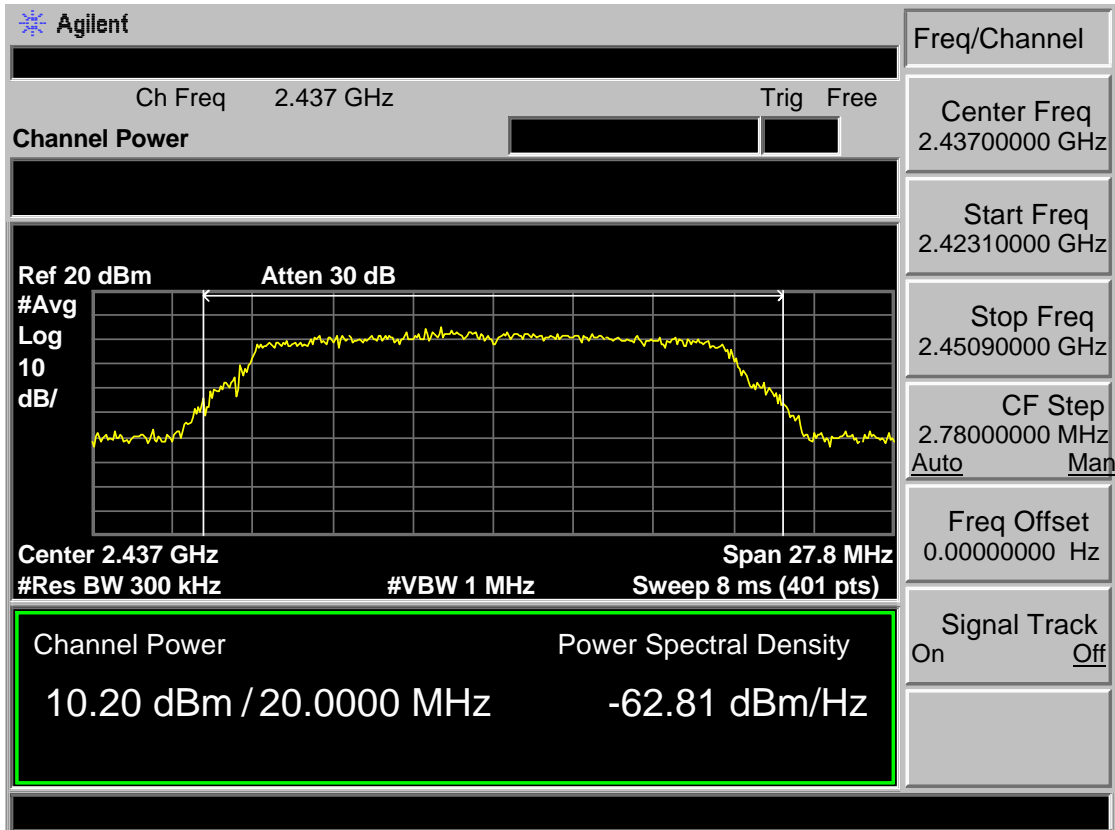 Agilent
Freq/Channel
Ch Freq 2.437 GHz Trig Free
Channel Power
Center Freq
2.43700000 GHz
Start Freq
2.42310000 GHz
Stop Freq
2.45090000 GHz
CF Step
2.78000000 MHz
Auto Man
Freq Offset
0.00000000 Hz
Signal Track
On Off
Ref 20 dBm Atten 30 dB
#Avg
Log
10
dB/
Center 2.437 GHz Span 27.8 MHz
#Res BW 300 kHz #VBW 1 MHz Sweep 8 ms (401 pts)
Channel Power Power Spectral Density
10.20 dBm / 20.0000 MHz -62.81 dBm/Hz